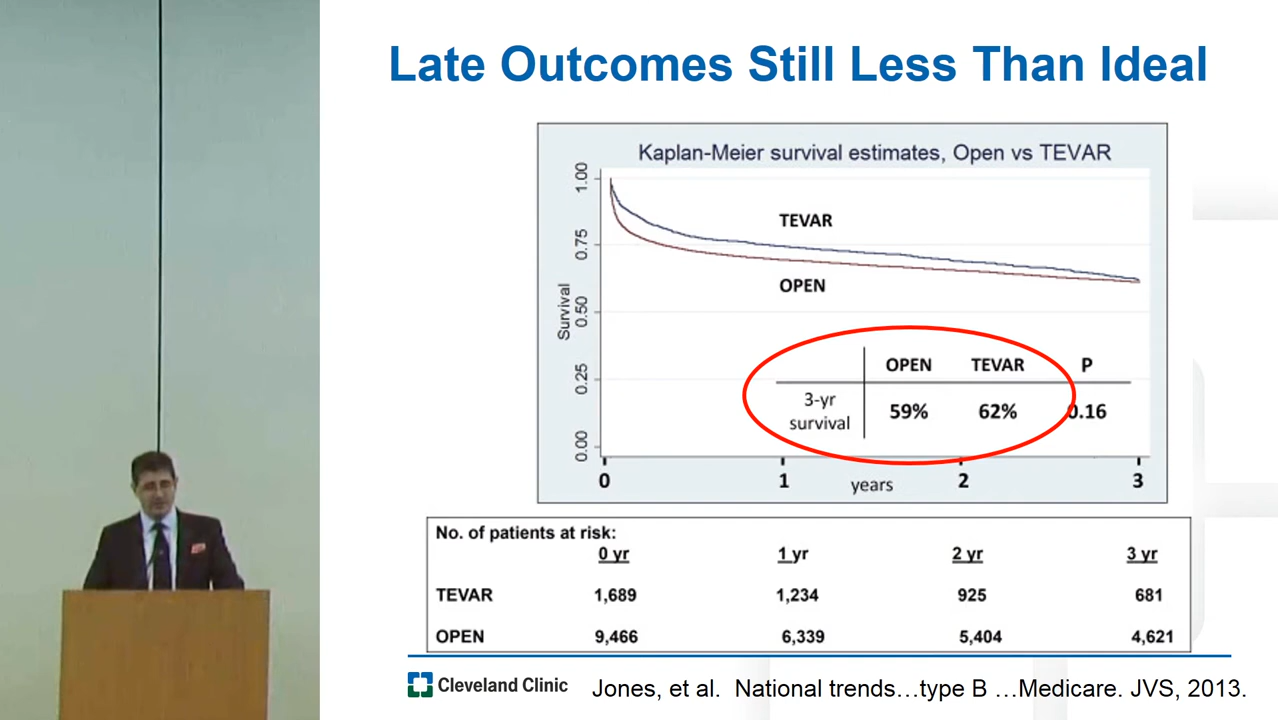 Late Outcomes Still Less Than Ideal
Kaplan-Meier survival estimates, Open vs TEVAR
Survival
1.00
0.75
0.50
0.25
0.00
TEVAR
OPEN
OPEN TEVAR P
3-yr
survival
59% 62% 0.16
0 1 2 3
years
No. of patients at risk:
0 yr 1 yr 2 yr 3 yr
TEVAR 1,689 1,234 925 681
OPEN 9,466 6,339 5,404 4,621
Cleveland Clinic
Jones, et al. National trends…type B …Medicare. JVS, 2013.